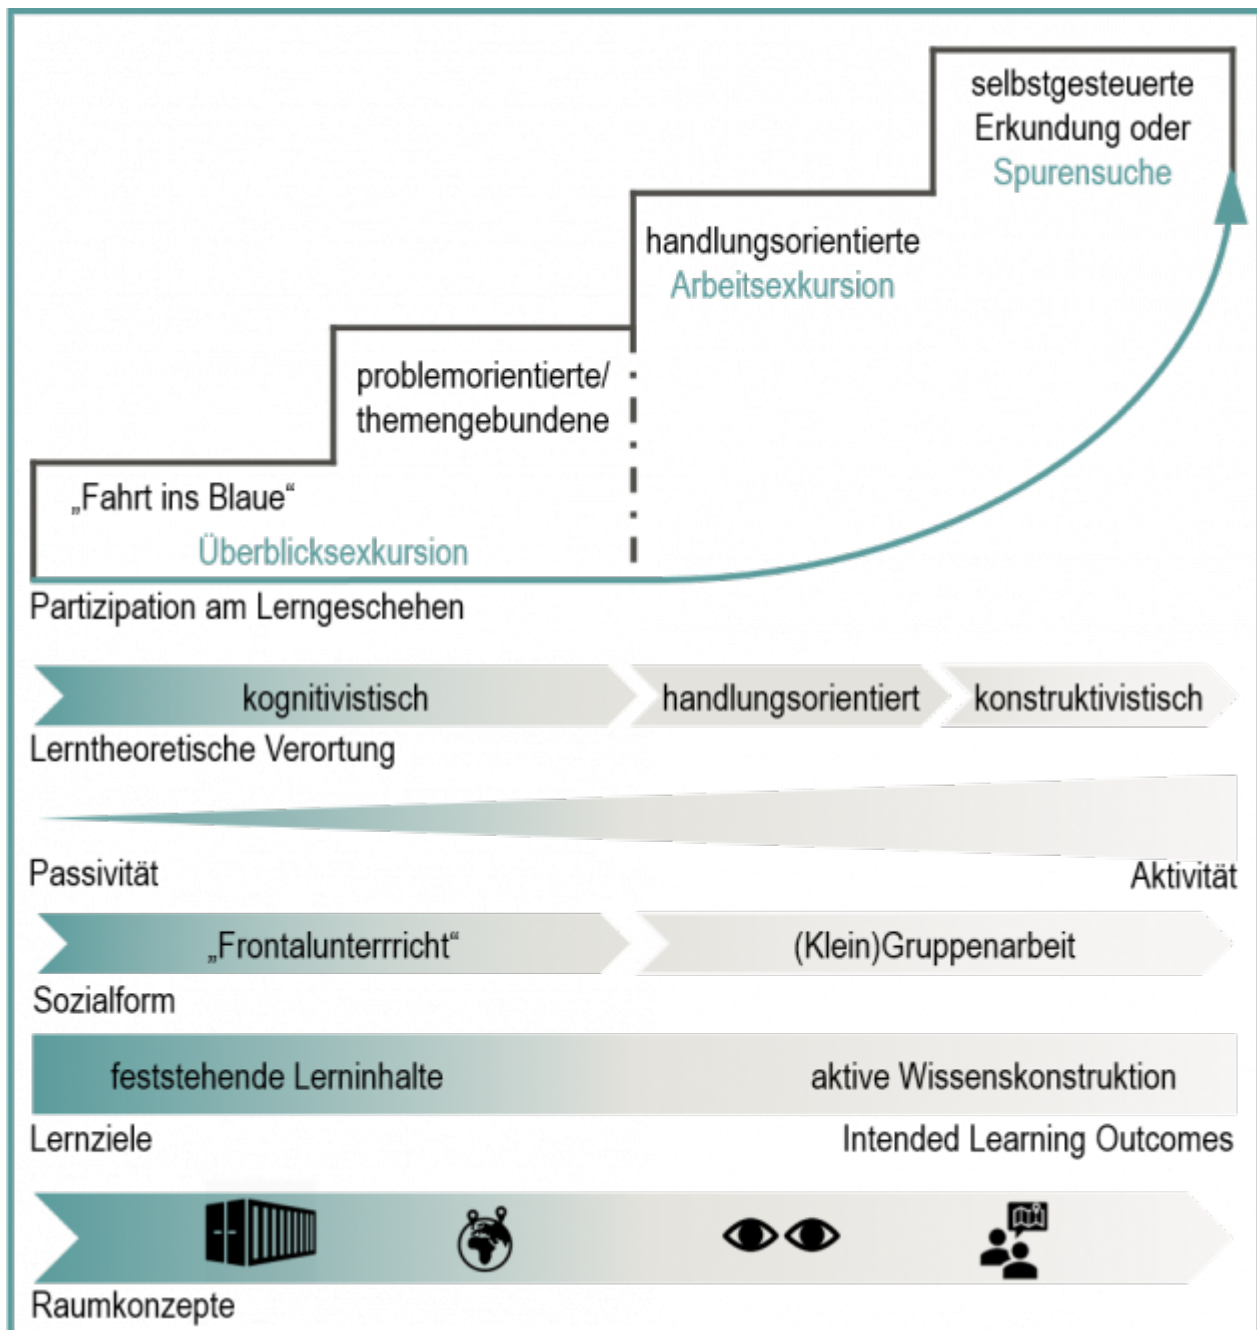 selbstgesteuerte
Erkundung oder
Spurensuche
handlungsorientierte
Arbeitsexkursion
problemorientierte/
themengebundene
„Fahrt ins Blaue“
Überblicksexkursion
Partizipation am Lerngeschehen
kognitivistisch
handlungsorientiert
konstruktivistisch
Lerntheoretische Verortung
Passivität
Aktivität
„Frontalunterrricht“
(Klein)Gruppenarbeit
Sozialform
feststehende Lerninhalte
aktive Wissenskonstruktion
Lernziele
Intended Learning Outcomes
Raumkonzepte